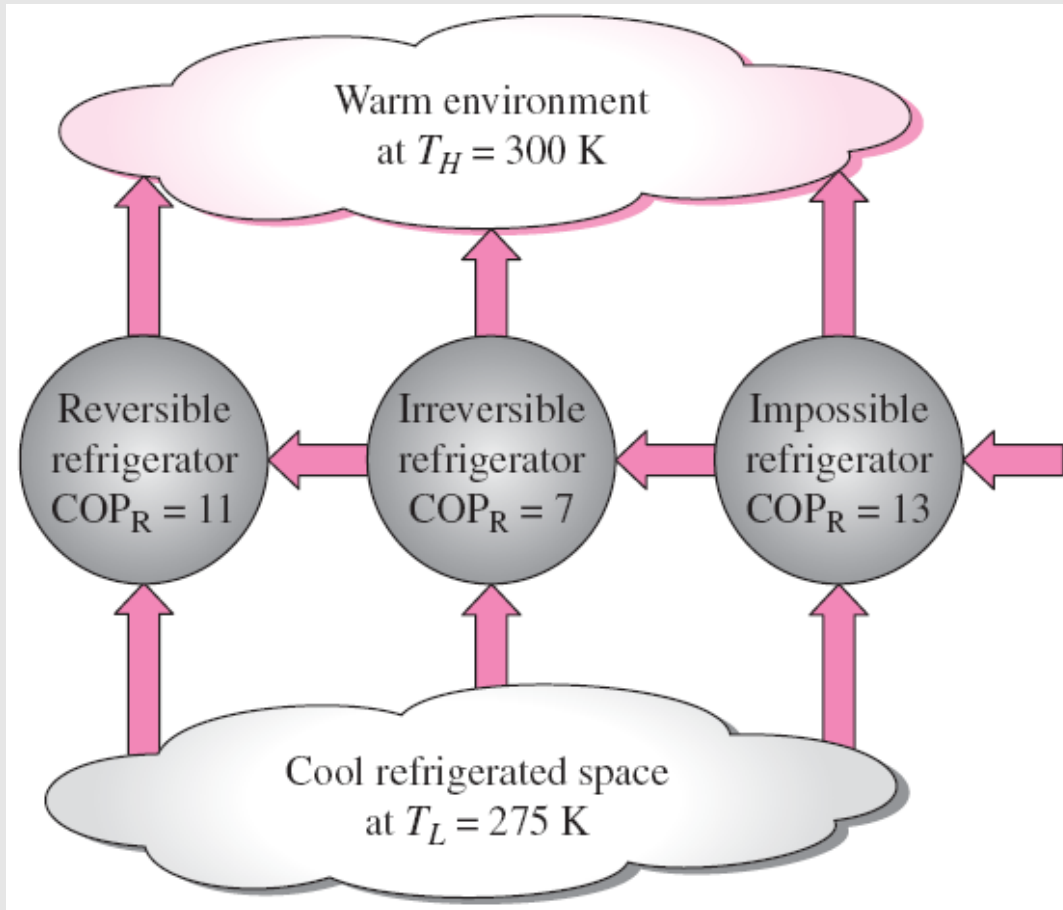 Warm environment
at T_H = 300 K
Reversible
refrigerator
COP_R = 11
Irreversible
refrigerator
COP_R = 7
Impossible
refrigerator
COP_R = 13
Cool refrigerated space
at T_L = 275 K